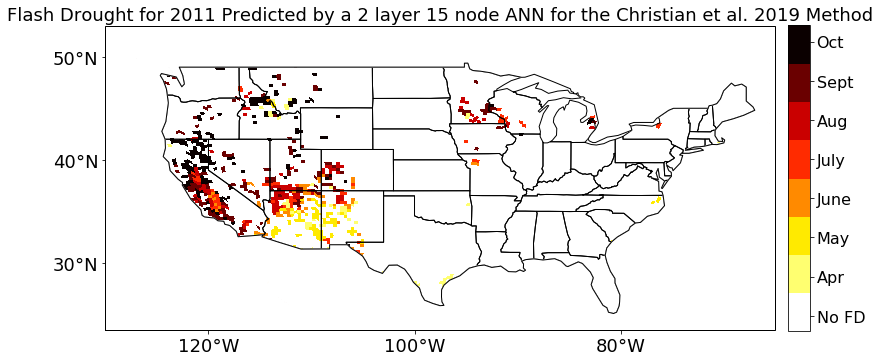 Flash Drought for 2011 Predicted by a 2 layer 15 node ANN for the Christian et al. 2019 Method
50°N
40°N
30°N
120°W
100°W
80°W
Oct
Sept
Aug
July
June
May
Apr
No FD